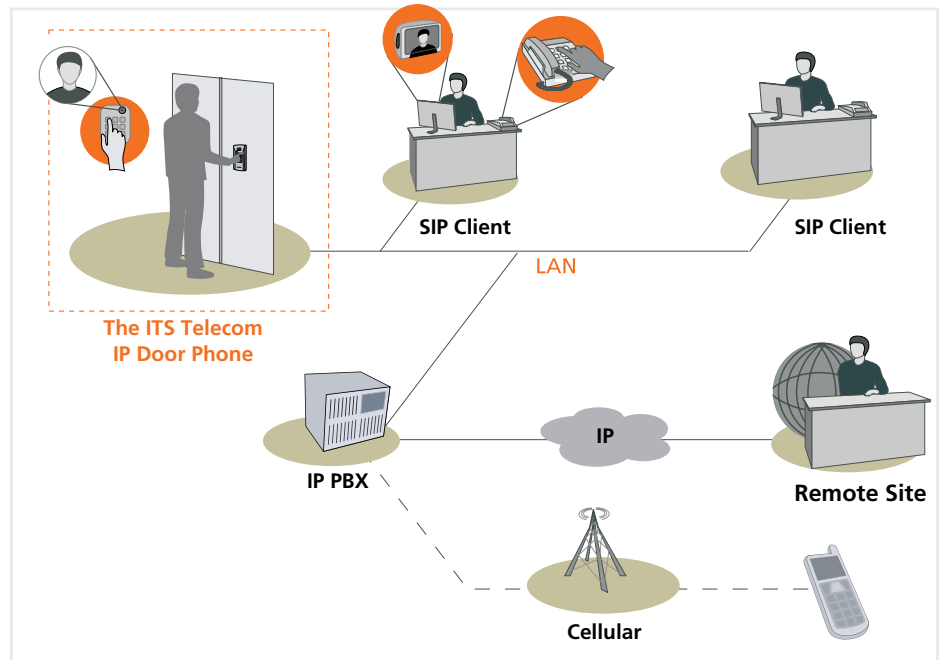 SIP Client
SIP Client
LAN
The ITS Telecom
IP Door Phone
IP
IP PBX
Remote Site
Cellular